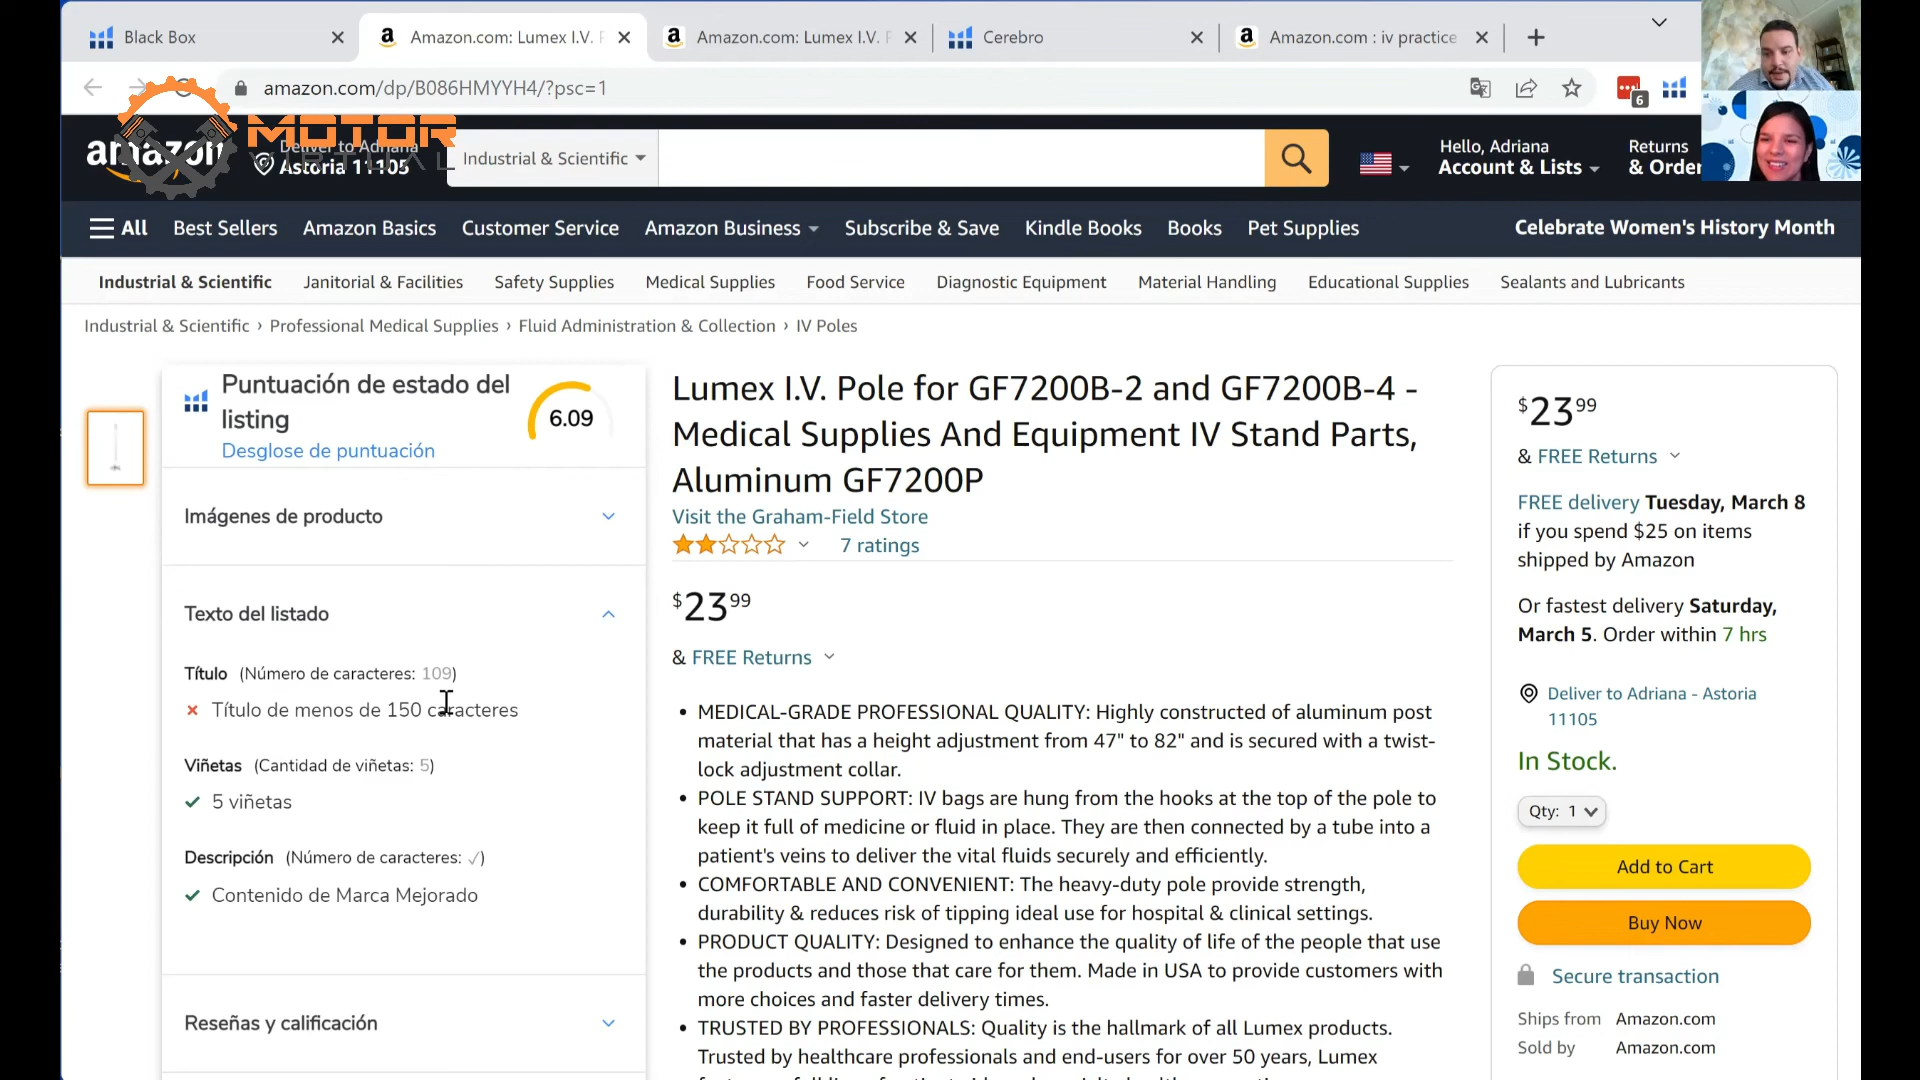 Black Box
Amazon.com: Lumex I.V. P
Amazon.com: Lumex I.V. P
Cerebro
Amazon.com : iv practice
amazon.com/dp/B086HMYYH4/?psc=1
6
MOTOR
VIRTUAL
amazon
Deliver to Adriana
Astoria 11105
Industrial & Scientific
Hello, Adriana
Account & Lists
Returns
& Order
All
Best Sellers
Amazon Basics
Customer Service
Amazon Business
Subscribe & Save
Kindle Books
Books
Pet Supplies
Celebrate Women's History Month
Industrial & Scientific
Janitorial & Facilities
Safety Supplies
Medical Supplies
Food Service
Diagnostic Equipment
Material Handling
Educational Supplies
Sealants and Lubricants
Industrial & Scientific › Professional Medical Supplies › Fluid Administration & Collection › IV Poles
Puntuación de estado del
listing
6.09
Desglose de puntuación
Imágenes de producto
Texto del listado
Título (Número de caracteres: 109)
Título de menos de 150 caracteres
Viñetas (Cantidad de viñetas: 5)
5 viñetas
Descripción (Número de caracteres: ✓)
Contenido de Marca Mejorado
Reseñas y calificación
Lumex I.V. Pole for GF7200B-2 and GF7200B-4 -
Medical Supplies And Equipment IV Stand Parts,
Aluminum GF7200P
Visit the Graham-Field Store
7 ratings
$23.99
& FREE Returns
• MEDICAL-GRADE PROFESSIONAL QUALITY: Highly constructed of aluminum post
material that has a height adjustment from 47" to 82" and is secured with a twist-
lock adjustment collar.
• POLE STAND SUPPORT: IV bags are hung from the hooks at the top of the pole to
keep it full of medicine or fluid in place. They are then connected by a tube into a
patient's veins to deliver the vital fluids securely and efficiently.
• COMFORTABLE AND CONVENIENT: The heavy-duty pole provide strength,
durability & reduces risk of tipping ideal use for hospital & clinical settings.
• PRODUCT QUALITY: Designed to enhance the quality of life of the people that use
the products and those that care for them. Made in USA to provide customers with
more choices and faster delivery times.
• TRUSTED BY PROFESSIONALS: Quality is the hallmark of all Lumex products.
Trusted by healthcare professionals and end-users for over 50 years, Lumex
$23 99
& FREE Returns
FREE delivery Tuesday, March 8
if you spend $25 on items
shipped by Amazon
Or fastest delivery Saturday,
March 5. Order within 7 hrs
Deliver to Adriana - Astoria
11105
In Stock.
Qty: 1
Add to Cart
Buy Now
Secure transaction
Ships from Amazon.com
Sold by Amazon.com